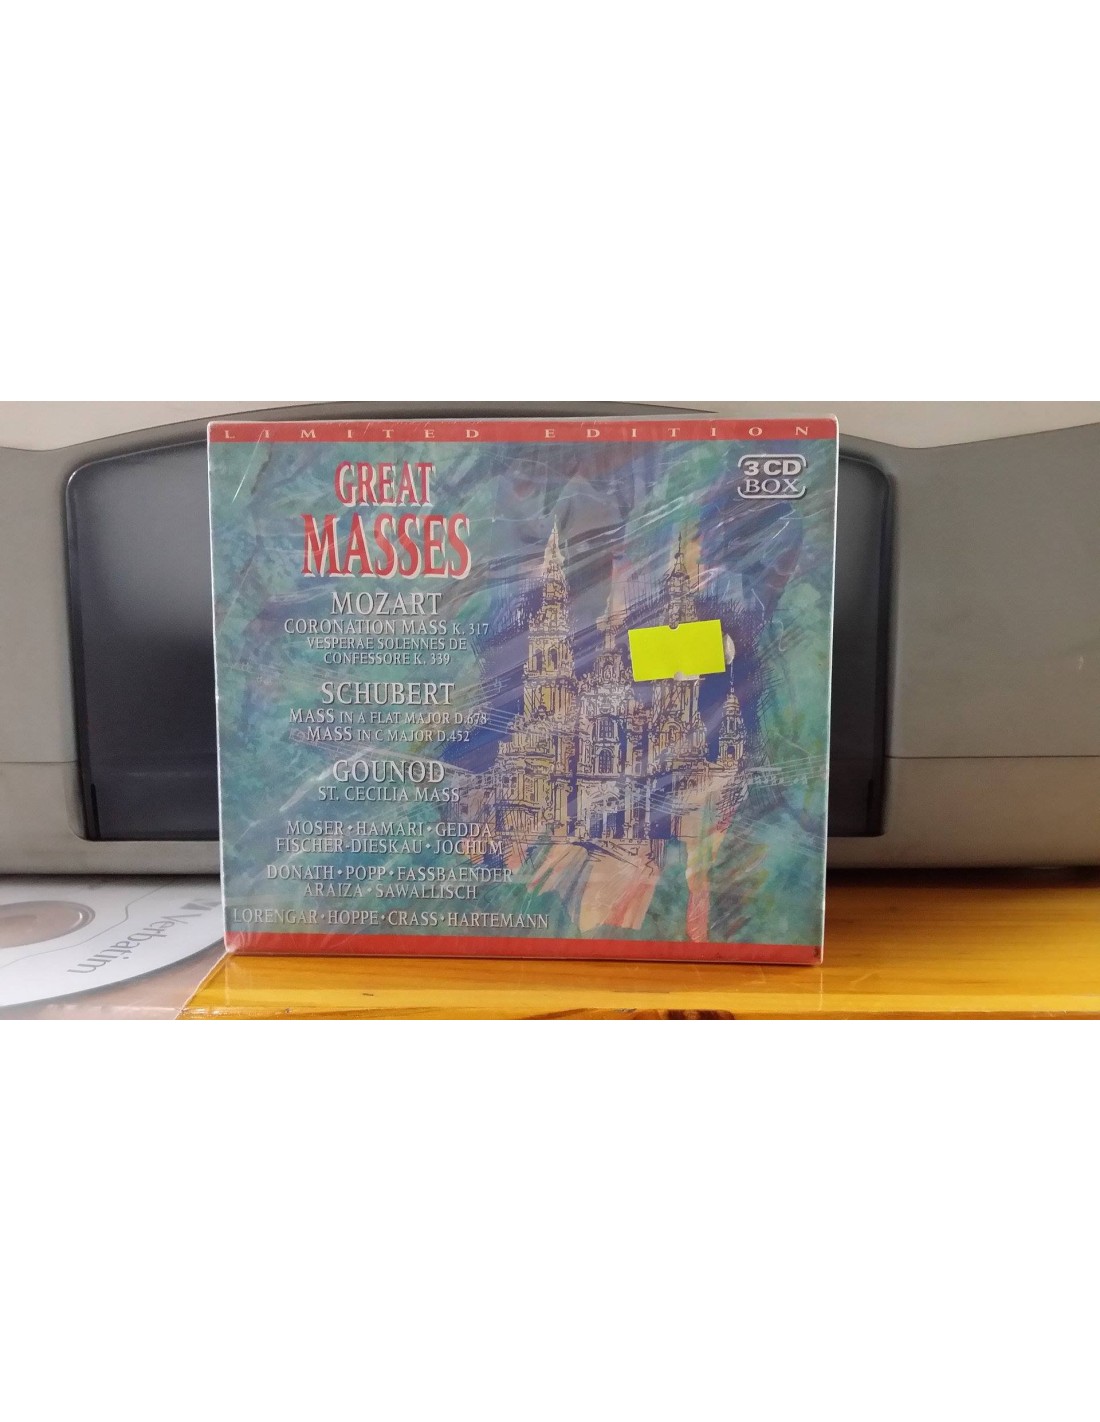 LIMITED EDITION
3 CD
BOX
GREAT
MASSES
MOZART
CORONATION MASS K. 317
VESPERAE SOLENNES DE
CONFESSORE K. 339
SCHUBERT
MASS IN A FLAT MAJOR D.678
MASS IN C MAJOR D.452
GOUNOD
ST. CECILIA MASS
MOSER · HAMARI · GEDDA
FISCHER-DIESKAU · JOCHUM
DONATH · POPP · FASSBAENDER
ARAIZA · SAWALLISCH
LORENGAR · HOPPE · CRASS · HARTEMANN
Verbatim